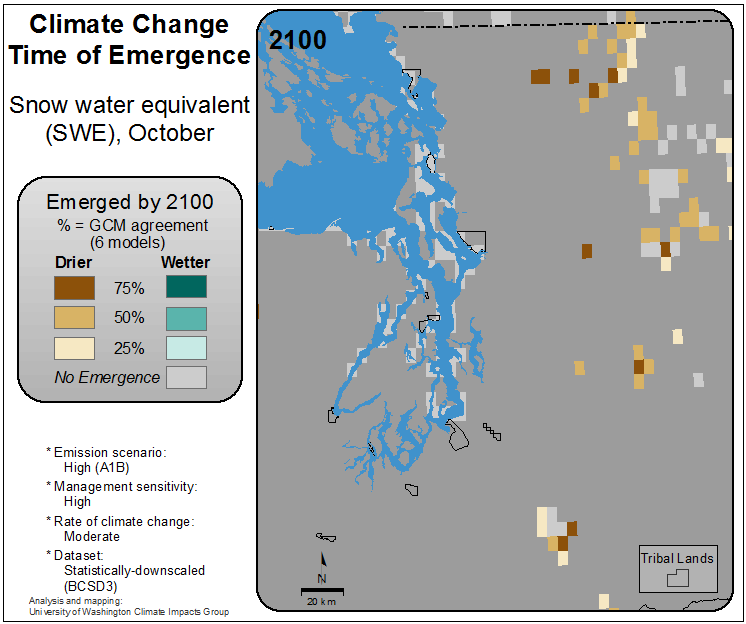 Climate Change
Time of Emergence
Snow water equivalent
(SWE), October
Emerged by 2100
% = GCM agreement
(6 models)
Drier Wetter
75%
50%
25%
No Emergence
* Emission scenario:
High (A1B)
* Management sensitivity:
High
* Rate of climate change:
Moderate
* Dataset:
Statistically-downscaled
(BCSD3)
Analysis and mapping:
University of Washington Climate Impacts Group
2100
N
20 km
Tribal Lands